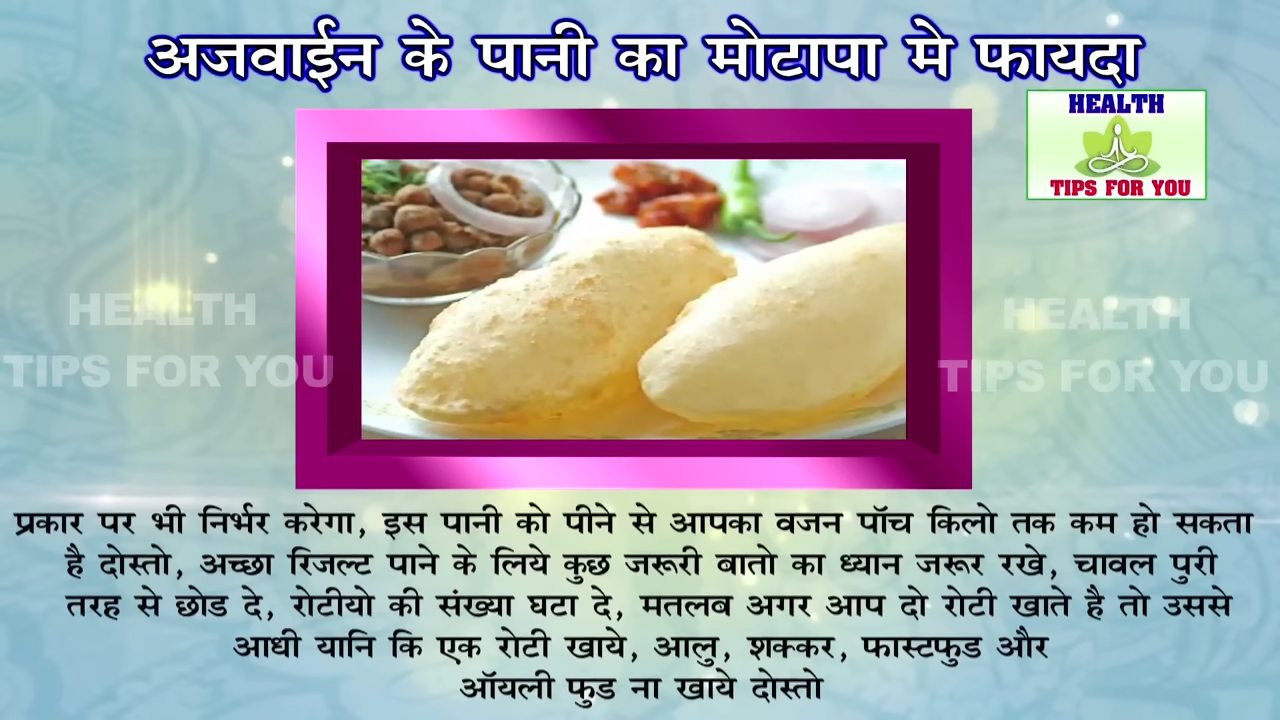 अजवाईन के पानी का मोटापा मे फायदा
HEALTH
TIPS FOR YOU
HEALTH
TIPS FOR YOU
HEALTH
TIPS FOR YOU
प्रकार पर भी निर्भर करेगा, इस पानी को पीने से आपका वजन पॉच किलो तक कम हो सकता
है दोस्तो, अच्छा रिजल्ट पाने के लिये कुछ जरूरी बातो का ध्यान जरूर रखे, चावल पुरी
तरह से छोड दे, रोटीयो की संख्या घटा दे, मतलब अगर आप दो रोटी खाते है तो उससे
आधी यानि कि एक रोटी खाये, आलु, शक्कर, फास्टफुड और
ऑयली फुड ना खाये दोस्तो